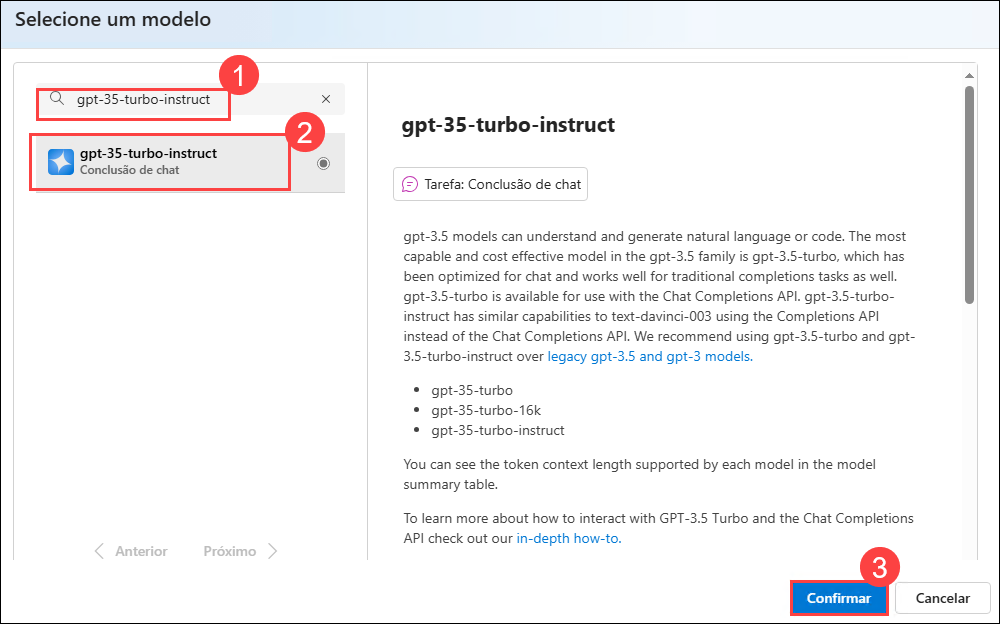 Selecione um modelo
1
gpt-35-turbo-instruct
2
gpt-35-turbo-instruct
Conclusão de chat
Anterior
Próximo
gpt-35-turbo-instruct
Tarefa: Conclusão de chat
gpt-3.5 models can understand and generate natural language or code. The most
capable and cost effective model in the gpt-3.5 family is gpt-3.5-turbo, which has
been optimized for chat and works well for traditional completions tasks as well.
gpt-3.5-turbo is available for use with the Chat Completions API. gpt-3.5-turbo-
instruct has similar capabilities to text-davinci-003 using the Completions API
instead of the Chat Completions API. We recommend using gpt-3.5-turbo and gpt-
3.5-turbo-instruct over legacy gpt-3.5 and gpt-3 models.
• gpt-35-turbo
• gpt-35-turbo-16k
• gpt-35-turbo-instruct
You can see the token context length supported by each model in the model
summary table.
To learn more about how to interact with GPT-3.5 Turbo and the Chat Completions
API check out our in-depth how-to.
3
Confirmar
Cancelar